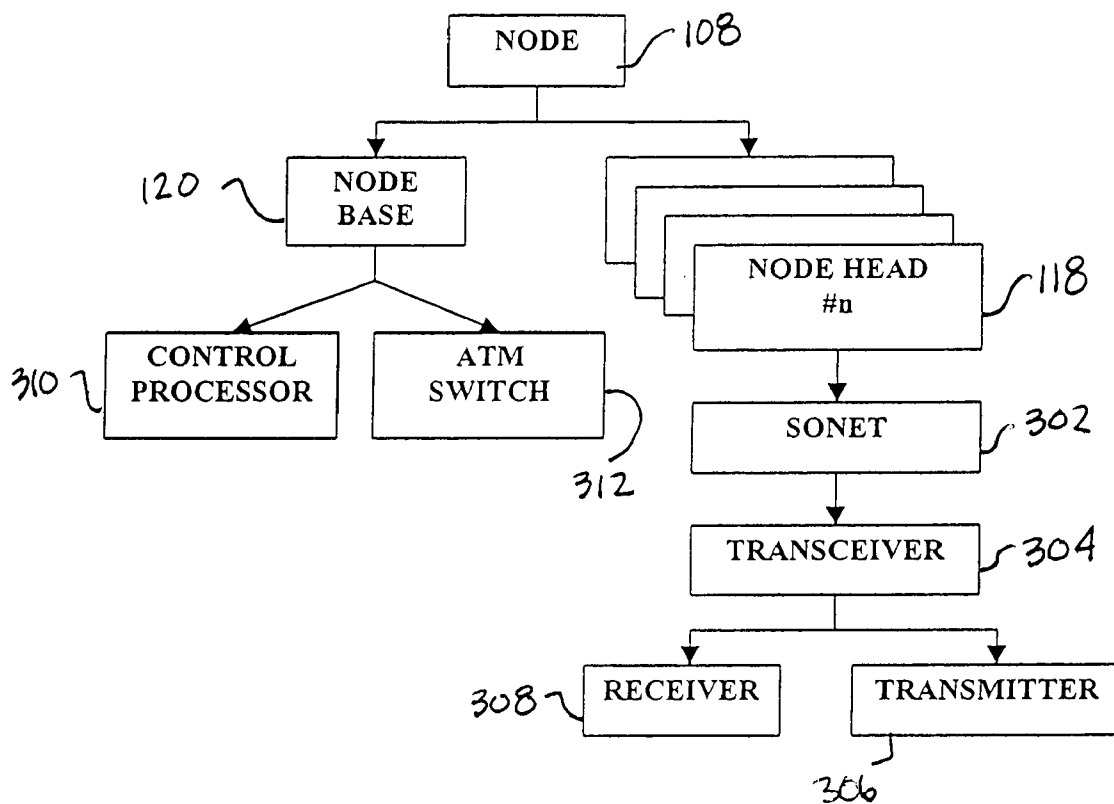 NODE
108
120
NODE
BASE
NODE HEAD
#n
118
310
CONTROL
PROCESSOR
ATM
SWITCH
312
SONET
302
TRANSCEIVER
304
308
RECEIVER
TRANSMITTER
306